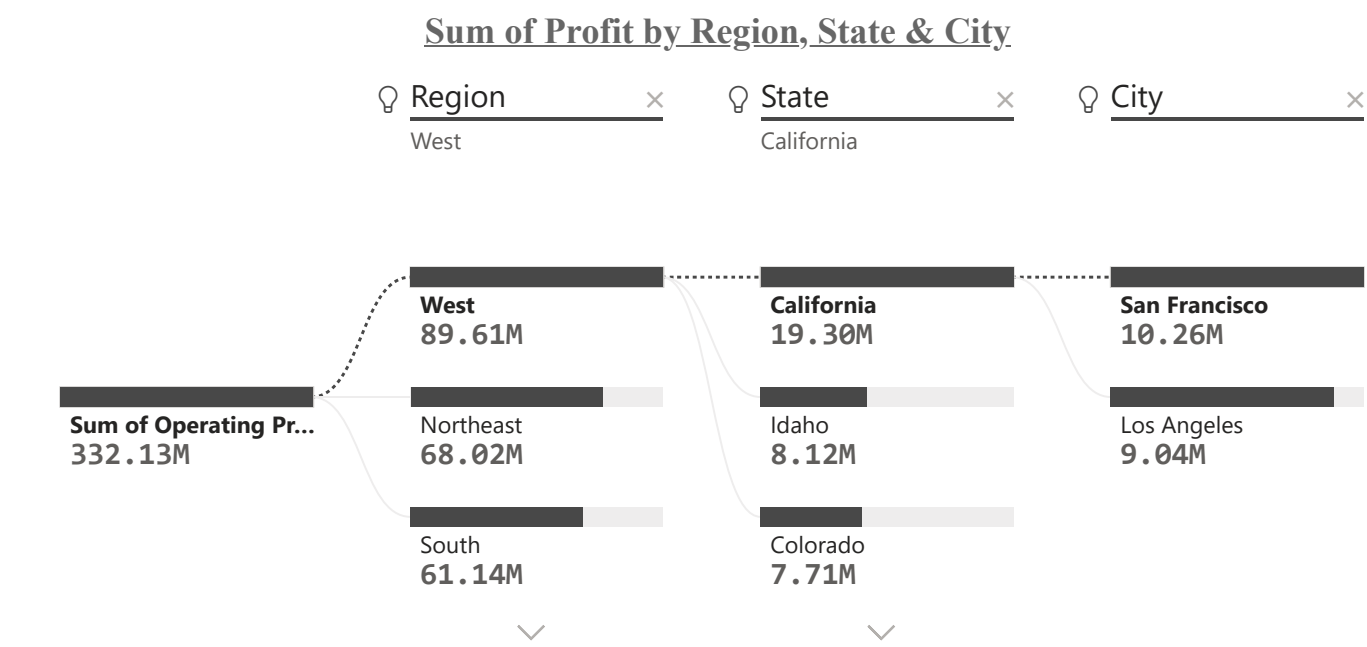 Sum of Profit by Region, State & City
Region
State
City
West
California
West
89.61M
California
19.30M
San Francisco
10.26M
Sum of Operating Pr...
332.13M
Northeast
68.02M
Idaho
8.12M
Los Angeles
9.04M
South
61.14M
Colorado
7.71M